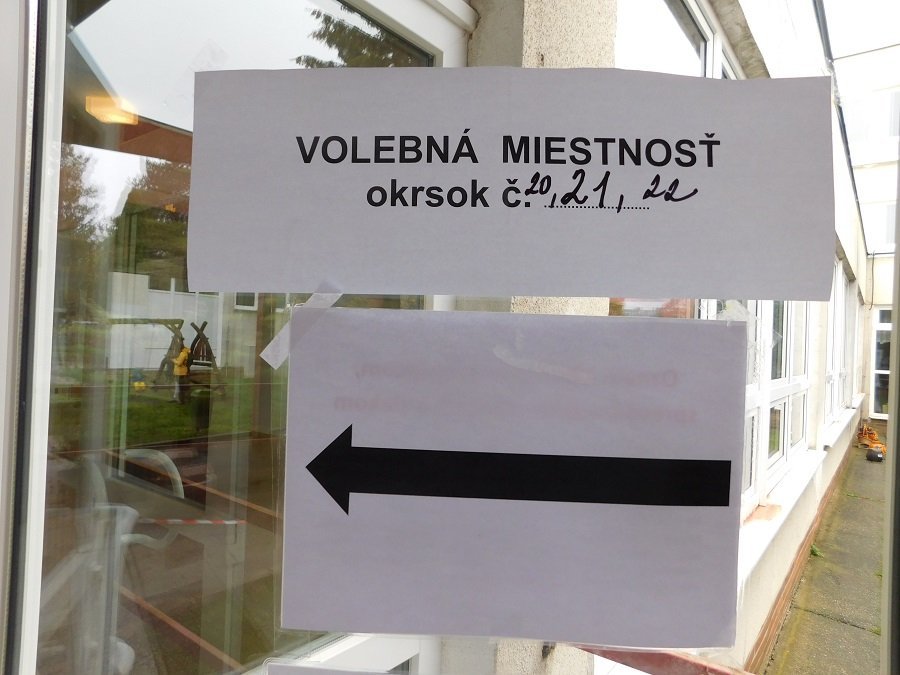 VOLEBNÁ MIESTNOSŤ
okrsok č. 20, 21, 22